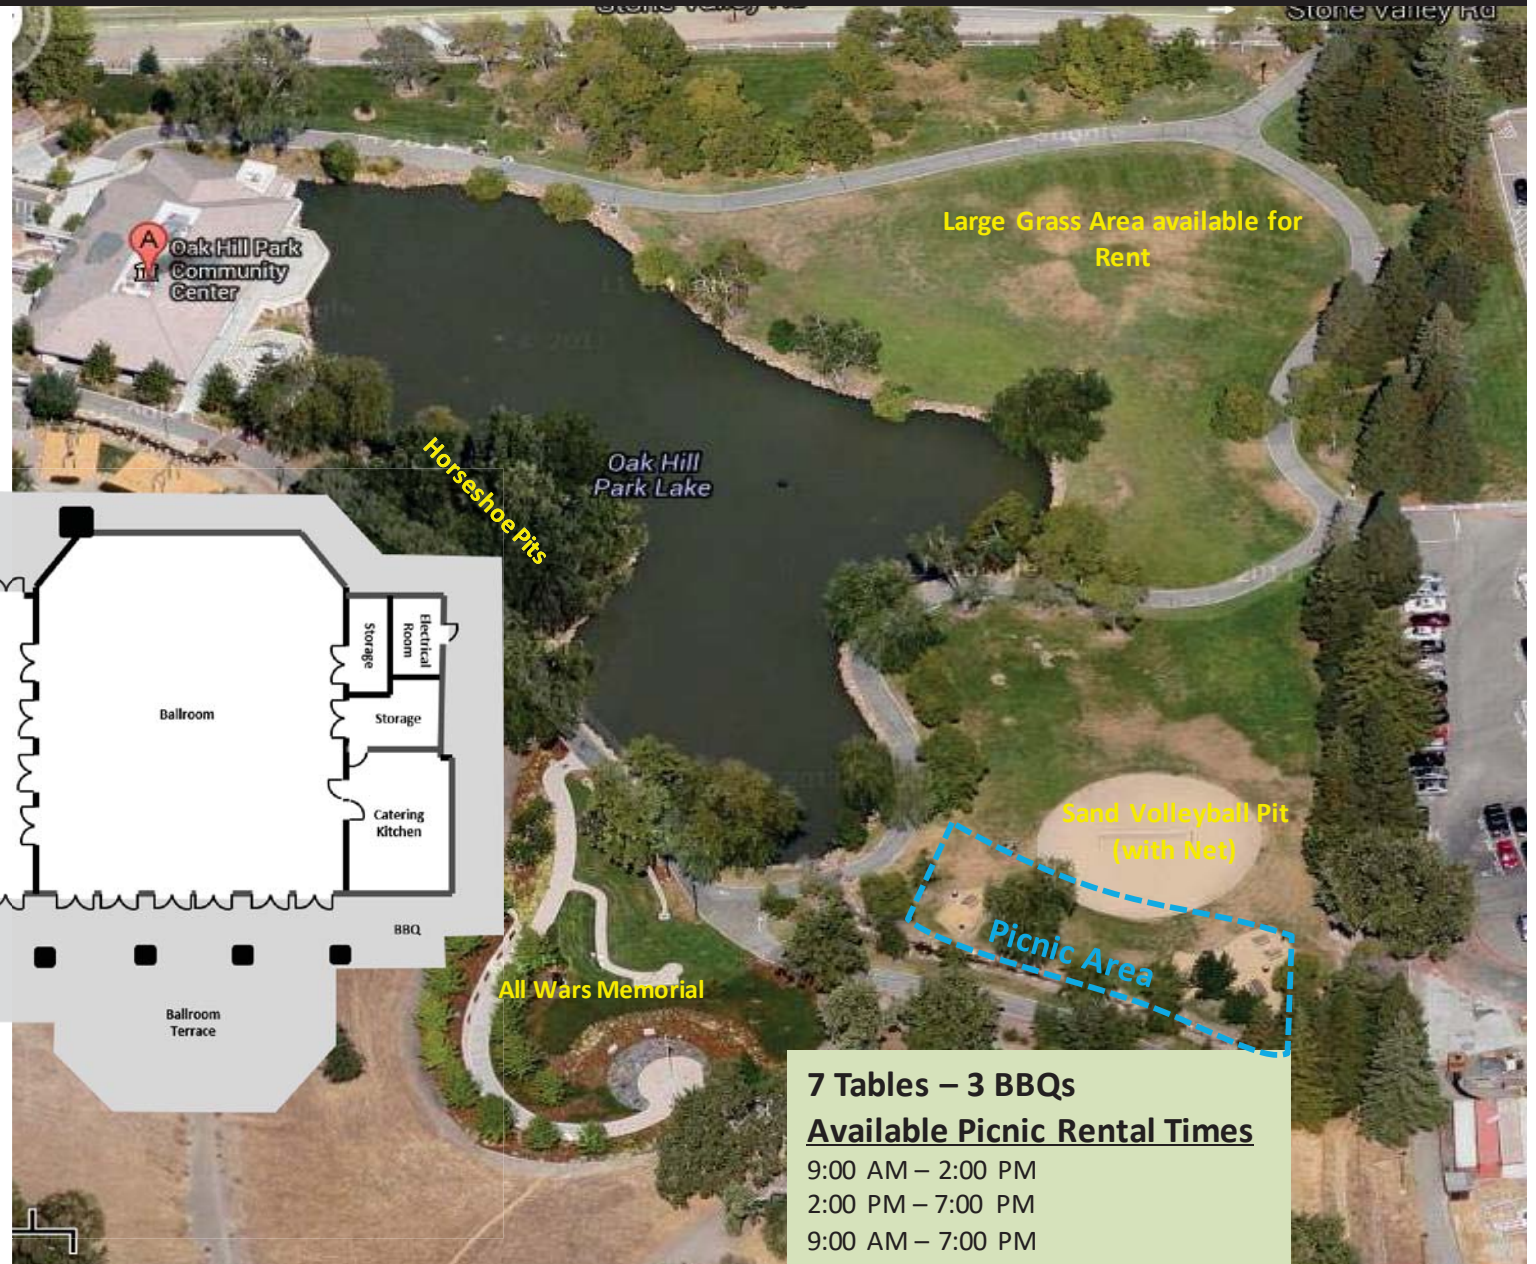 Stone Valley Rd
Stone Valley Rd
Large Grass Area available for
Rent
A
Oak Hill Park
Community
Center
Horseshoe Pits
Oak Hill
Park Lake
Storage
Electrical
Room
Ballroom
Storage
Catering
Kitchen
Sand Volleyball Pit
(with Net)
BBQ
Picnic Area
All Wars Memorial
Ballroom
Terrace
7 Tables – 3 BBQs
Available Picnic Rental Times
9:00 AM – 2:00 PM
2:00 PM – 7:00 PM
9:00 AM – 7:00 PM